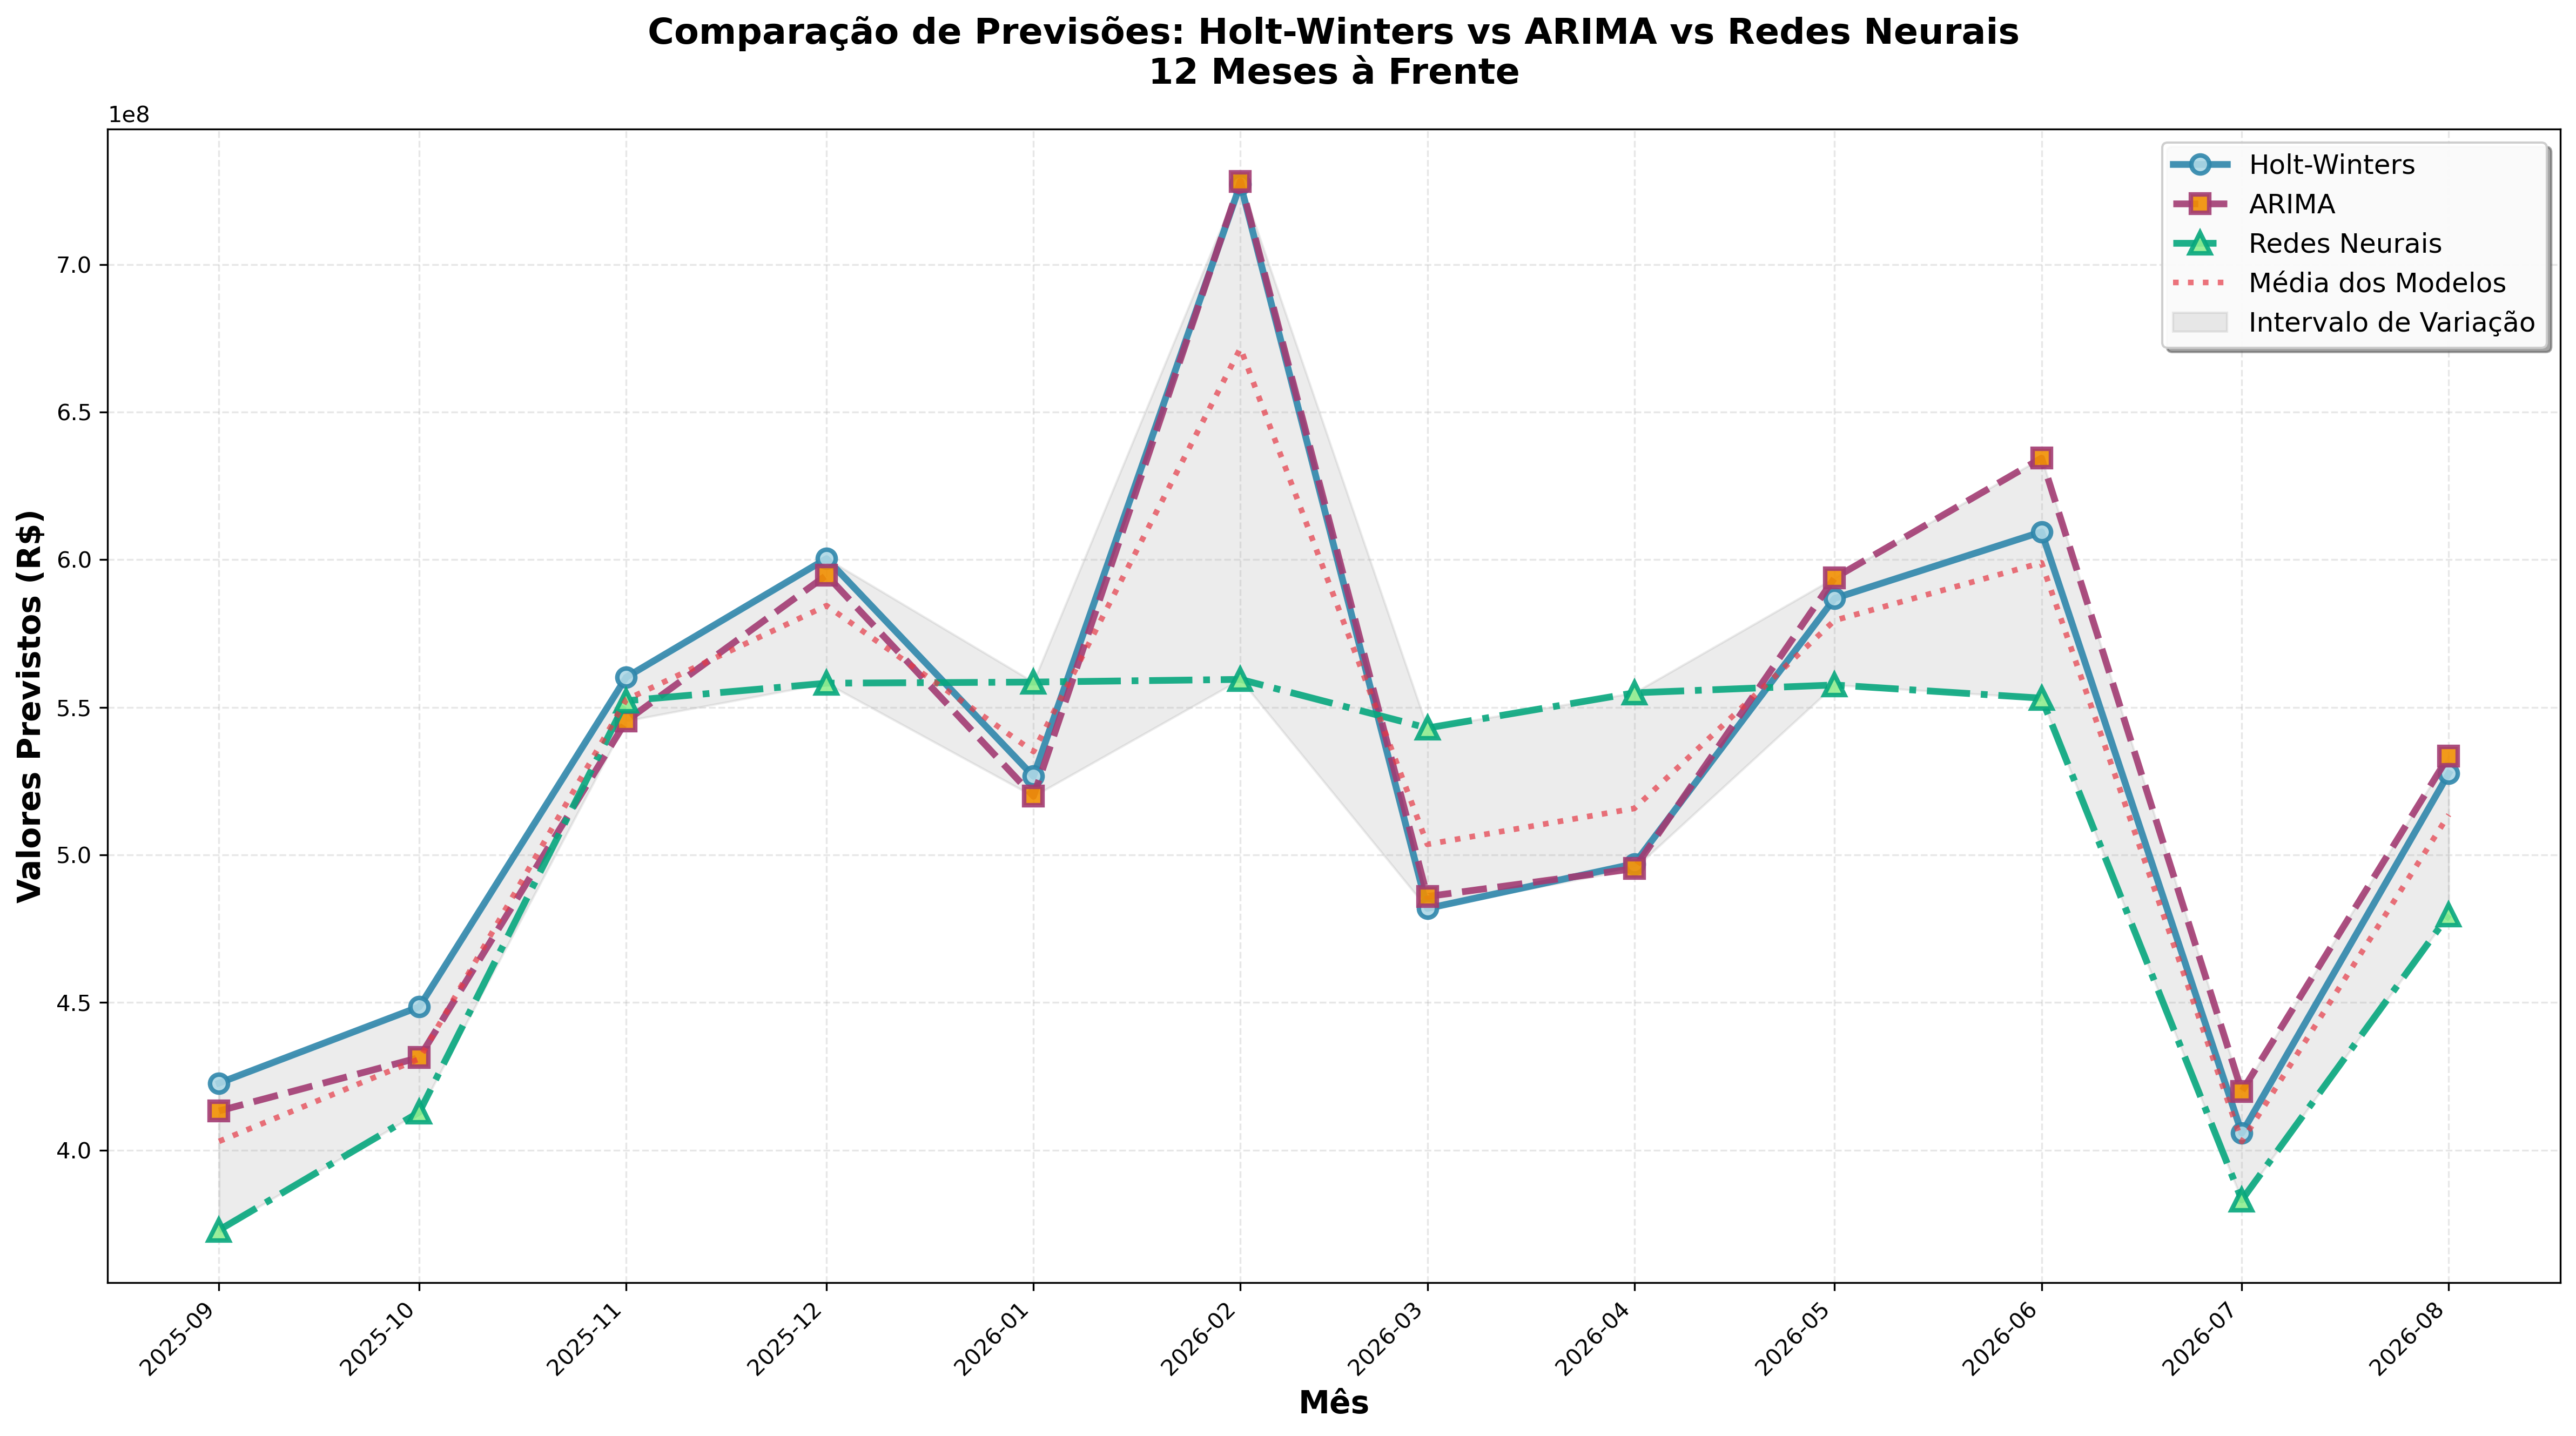 Comparação de Previsões: Holt-Winters vs ARIMA vs Redes Neurais
12 Meses à Frente
1e8
Holt-Winters
ARIMA
Redes Neurais
Média dos Modelos
Intervalo de Variação
Valores Previstos (R$)
7.0
6.5
6.0
5.5
5.0
4.5
4.0
2025-09
2025-10
2025-11
2025-12
2026-01
2026-02
2026-03
2026-04
2026-05
2026-06
2026-07
2026-08
Mês